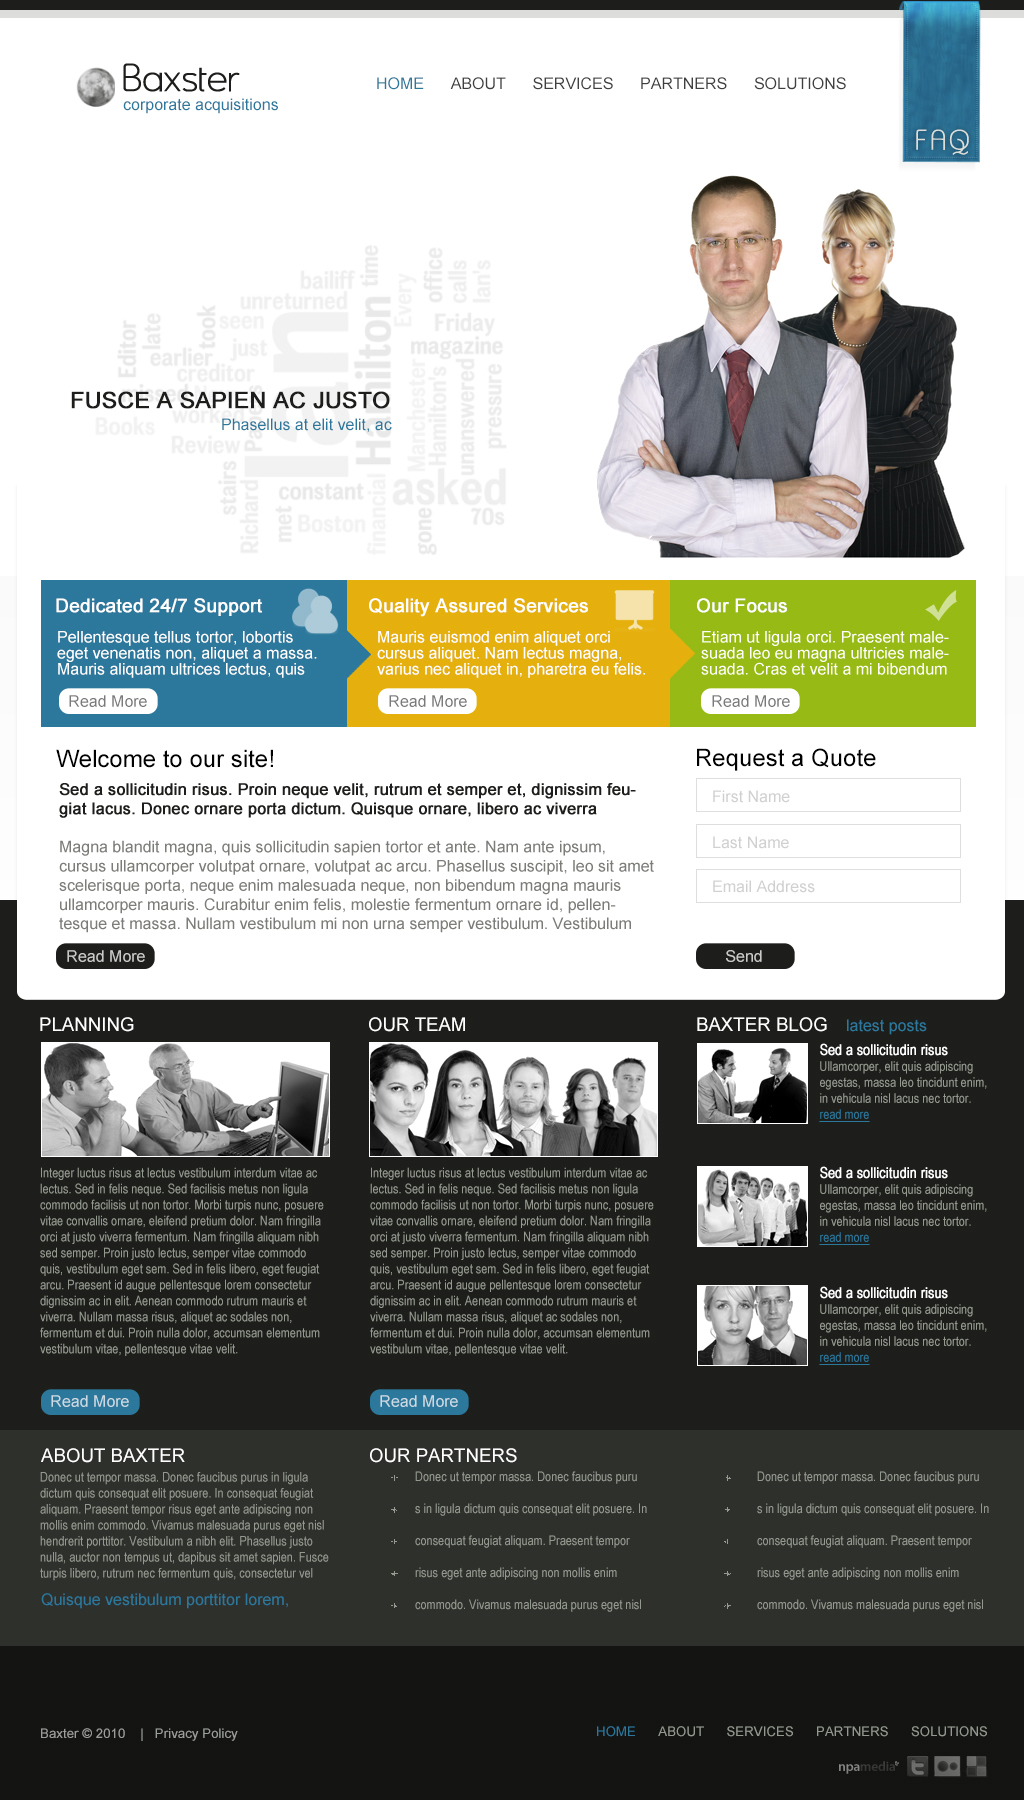 Baxster
corporate acquisitions
HOME ABOUT SERVICES PARTNERS SOLUTIONS
FAQ
bailiff
time
office
calls
Ian's
unreturned
Every
took
seen
late
Editor
Friday
just
magazine
earlier
creditor
Hamilton
Ian
missed
Manchester
Hamilton's
unanswered
pressure
FUSCE A SAPIEN AC JUSTO
worked
Books
Phasellus at elit velit, ac
Review
Papers
stairs
Richard
met
constant
financial
asked
Boston
gone
70s
Dedicated 24/7 Support
Pellentesque tellus tortor, lobortis
eget venenatis non, aliquet a massa.
Mauris aliquam ultrices lectus, quis
Read More
Quality Assured Services
Mauris euismod enim aliquet orci
cursus aliquet. Nam lectus magna,
varius nec aliquet in, pharetra eu felis.
Read More
Our Focus
Etiam ut ligula orci. Praesent male-
suada leo eu magna ultricies male-
suada. Cras et velit a mi bibendum
Read More
Welcome to our site!
Sed a sollicitudin risus. Proin neque velit, rutrum et semper et, dignissim feu-
giat lacus. Donec ornare porta dictum. Quisque ornare, libero ac viverra
Magna blandit magna, quis sollicitudin sapien tortor et ante. Nam ante ipsum,
cursus ullamcorper volutpat ornare, volutpat ac arcu. Phasellus suscipit, leo sit amet
scelerisque porta, neque enim malesuada neque, non bibendum magna mauris
ullamcorper mauris. Curabitur enim felis, molestie fermentum ornare id, pellen-
tesque et massa. Nullam vestibulum mi non urna semper vestibulum. Vestibulum
Read More
Request a Quote
First Name
Last Name
Email Address
Send
PLANNING
Integer luctus risus at lectus vestibulum interdum vitae ac
lectus. Sed in felis neque. Sed facilisis metus non ligula
commodo facilisis ut non tortor. Morbi turpis nunc, posuere
vitae convallis ornare, eleifend pretium dolor. Nam fringilla
orci at justo viverra fermentum. Nam fringilla aliquam nibh
sed semper. Proin justo lectus, semper vitae commodo
quis, vestibulum eget sem. Sed in felis libero, eget feugiat
arcu. Praesent id augue pellentesque lorem consectetur
dignissim ac in elit. Aenean commodo rutrum mauris et
viverra. Nullam massa risus, aliquet ac sodales non,
fermentum et dui. Proin nulla dolor, accumsan elementum
vestibulum vitae, pellentesque vitae velit.
Read More
OUR TEAM
Integer luctus risus at lectus vestibulum interdum vitae ac
lectus. Sed in felis neque. Sed facilisis metus non ligula
commodo facilisis ut non tortor. Morbi turpis nunc, posuere
vitae convallis ornare, eleifend pretium dolor. Nam fringilla
orci at justo viverra fermentum. Nam fringilla aliquam nibh
sed semper. Proin justo lectus, semper vitae commodo
quis, vestibulum eget sem. Sed in felis libero, eget feugiat
arcu. Praesent id augue pellentesque lorem consectetur
dignissim ac in elit. Aenean commodo rutrum mauris et
viverra. Nullam massa risus, aliquet ac sodales non,
fermentum et dui. Proin nulla dolor, accumsan elementum
vestibulum vitae, pellentesque vitae velit.
Read More
BAXTER BLOG latest posts
Sed a sollicitudin risus
Ullamcorper, elit quis adipiscing
egestas, massa leo tincidunt enim,
in vehicula nisl lacus nec tortor.
read more
Sed a sollicitudin risus
Ullamcorper, elit quis adipiscing
egestas, massa leo tincidunt enim,
in vehicula nisl lacus nec tortor.
read more
Sed a sollicitudin risus
Ullamcorper, elit quis adipiscing
egestas, massa leo tincidunt enim,
in vehicula nisl lacus nec tortor.
read more
ABOUT BAXTER
Donec ut tempor massa. Donec faucibus purus in ligula
dictum quis consequat elit posuere. In consequat feugiat
aliquam. Praesent tempor risus eget ante adipiscing non
mollis enim commodo. Vivamus malesuada purus eget nisl
hendrerit porttitor. Vestibulum a nibh elit. Phasellus justo
nulla, auctor non tempus ut, dapibus sit amet sapien. Fusce
turpis libero, rutrum nec fermentum quis, consectetur vel
Quisque vestibulum porttitor lorem,
OUR PARTNERS
Donec ut tempor massa. Donec faucibus puru
s in ligula dictum quis consequat elit posuere. In
consequat feugiat aliquam. Praesent tempor
risus eget ante adipiscing non mollis enim
commodo. Vivamus malesuada purus eget nisl
Donec ut tempor massa. Donec faucibus puru
s in ligula dictum quis consequat elit posuere. In
consequat feugiat aliquam. Praesent tempor
risus eget ante adipiscing non mollis enim
commodo. Vivamus malesuada purus eget nisl
Baxter © 2010 | Privacy Policy
HOME ABOUT SERVICES PARTNERS SOLUTIONS
npamedia